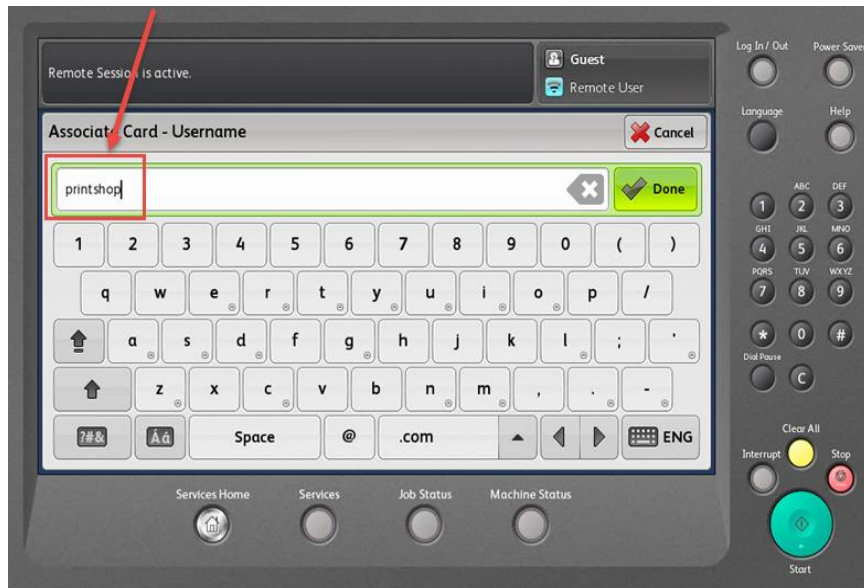 Remote Session is active.
Guest
Remote User
Associate Card - Username
Cancel
printshop
Done
1 2 3 4 5 6 7 8 9 0 ( )
q w e r t y u i o p /
a s d f g h j k l ; '
z x c v b n m , . -
?#& Áá Space @ .com ENG
Services Home Services Job Status Machine Status
Log In / Out Power Saver
Language Help
ABC DEF
1 2 3
GHI JKL MNO
4 5 6
PQRS TUV WXYZ
7 8 9
* 0 #
Dial Pause
C
Clear All
Interrupt Stop
Start